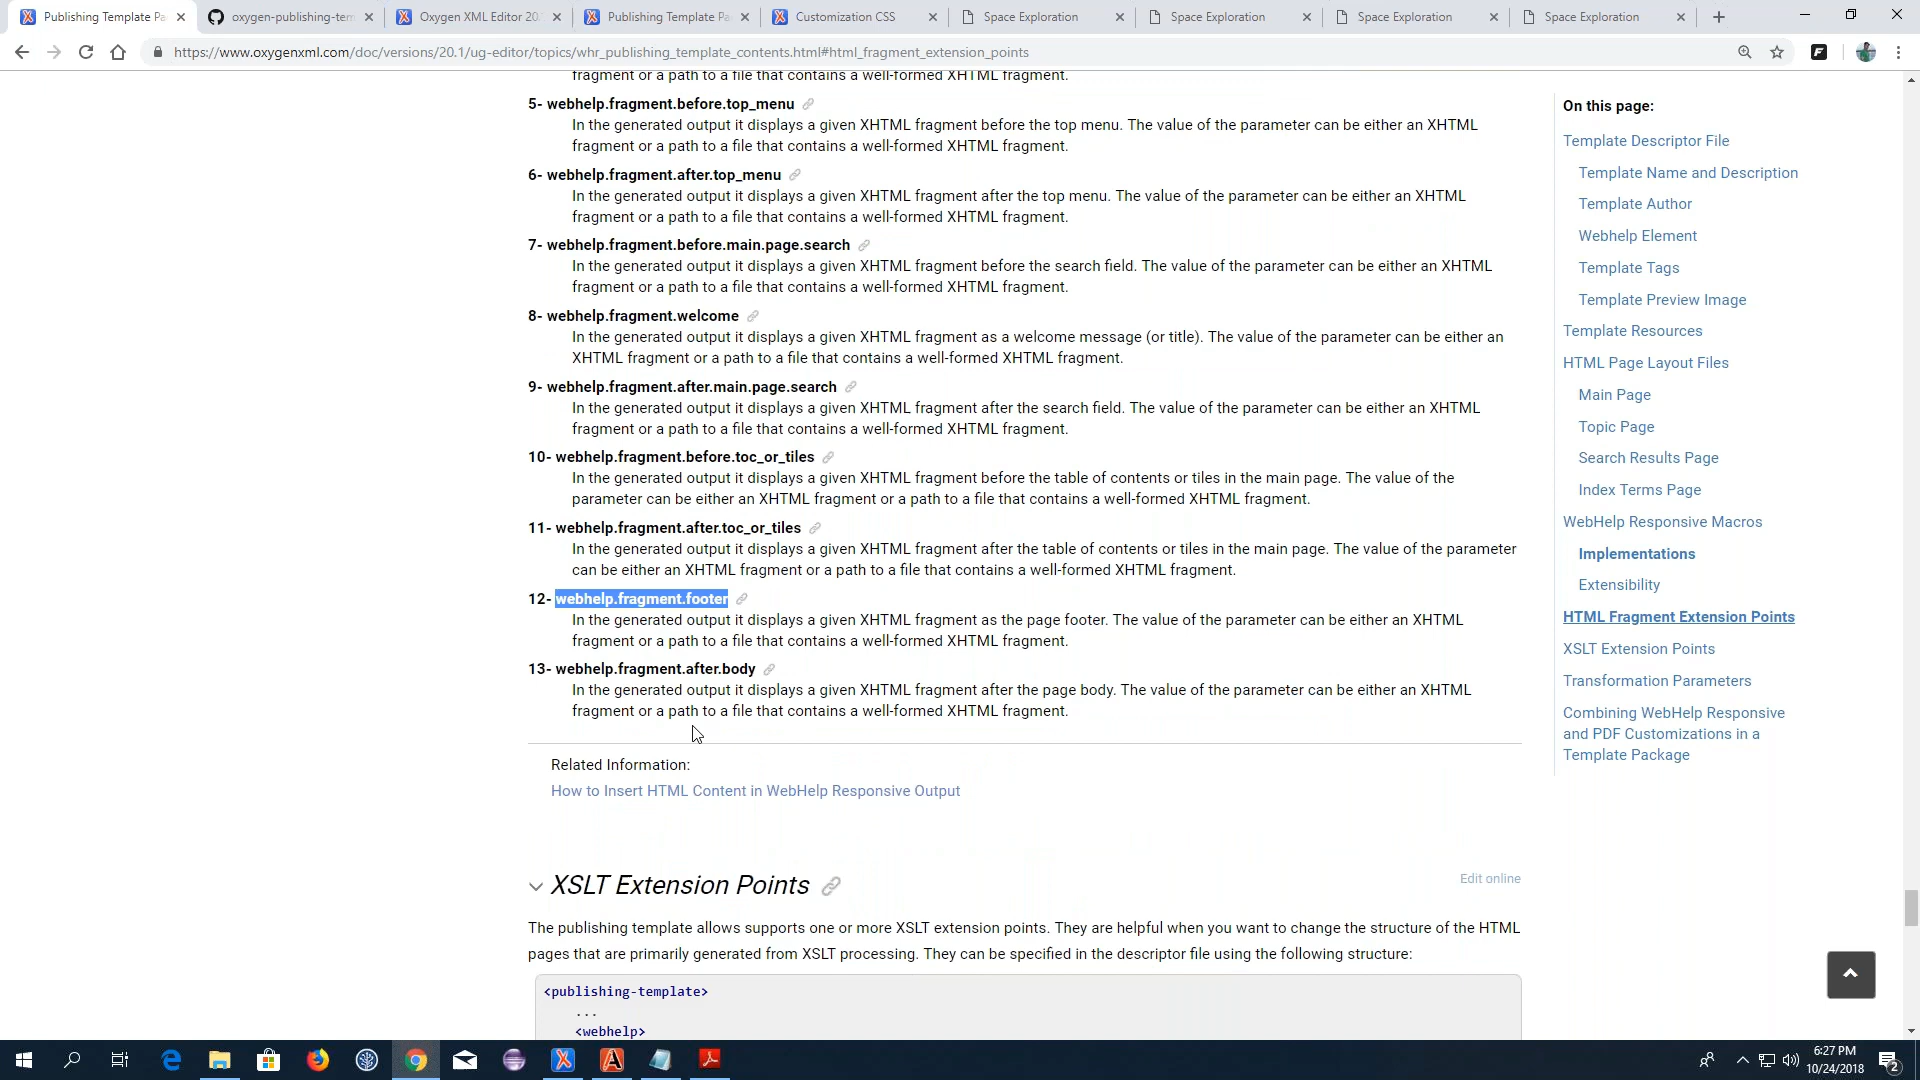 Publishing Template Pa
oxygen-publishing-tem
Oxygen XML Editor 20.
Publishing Template Pa
Customization CSS
Space Exploration
Space Exploration
Space Exploration
Space Exploration
https://www.oxygenxml.com/doc/versions/20.1/ug-editor/topics/whr_publishing_template_contents.html#html_fragment_extension_points
fragment or a path to a file that contains a well-formed XHTML fragment.
5- webhelp.fragment.before.top_menu
In the generated output it displays a given XHTML fragment before the top menu. The value of the parameter can be either an XHTML
fragment or a path to a file that contains a well-formed XHTML fragment.
6- webhelp.fragment.after.top_menu
In the generated output it displays a given XHTML fragment after the top menu. The value of the parameter can be either an XHTML
fragment or a path to a file that contains a well-formed XHTML fragment.
7- webhelp.fragment.before.main.page.search
In the generated output it displays a given XHTML fragment before the search field. The value of the parameter can be either an XHTML
fragment or a path to a file that contains a well-formed XHTML fragment.
8- webhelp.fragment.welcome
In the generated output it displays a given XHTML fragment as a welcome message (or title). The value of the parameter can be either an
XHTML fragment or a path to a file that contains a well-formed XHTML fragment.
9- webhelp.fragment.after.main.page.search
In the generated output it displays a given XHTML fragment after the search field. The value of the parameter can be either an XHTML
fragment or a path to a file that contains a well-formed XHTML fragment.
10- webhelp.fragment.before.toc_or_tiles
In the generated output it displays a given XHTML fragment before the table of contents or tiles in the main page. The value of the
parameter can be either an XHTML fragment or a path to a file that contains a well-formed XHTML fragment.
11- webhelp.fragment.after.toc_or_tiles
In the generated output it displays a given XHTML fragment after the table of contents or tiles in the main page. The value of the parameter
can be either an XHTML fragment or a path to a file that contains a well-formed XHTML fragment.
12- webhelp.fragment.footer
In the generated output it displays a given XHTML fragment as the page footer. The value of the parameter can be either an XHTML
fragment or a path to a file that contains a well-formed XHTML fragment.
13- webhelp.fragment.after.body
In the generated output it displays a given XHTML fragment after the page body. The value of the parameter can be either an XHTML
fragment or a path to a file that contains a well-formed XHTML fragment.
Related Information:
How to Insert HTML Content in WebHelp Responsive Output
XSLT Extension Points
Edit online
The publishing template allows supports one or more XSLT extension points. They are helpful when you want to change the structure of the HTML
pages that are primarily generated from XSLT processing. They can be specified in the descriptor file using the following structure:
<publishing-template>
...
<webhelp>
On this page:
Template Descriptor File
Template Name and Description
Template Author
Webhelp Element
Template Tags
Template Preview Image
Template Resources
HTML Page Layout Files
Main Page
Topic Page
Search Results Page
Index Terms Page
WebHelp Responsive Macros
Implementations
Extensibility
HTML Fragment Extension Points
XSLT Extension Points
Transformation Parameters
Combining WebHelp Responsive
and PDF Customizations in a
Template Package
6:27 PM
10/24/2018
2